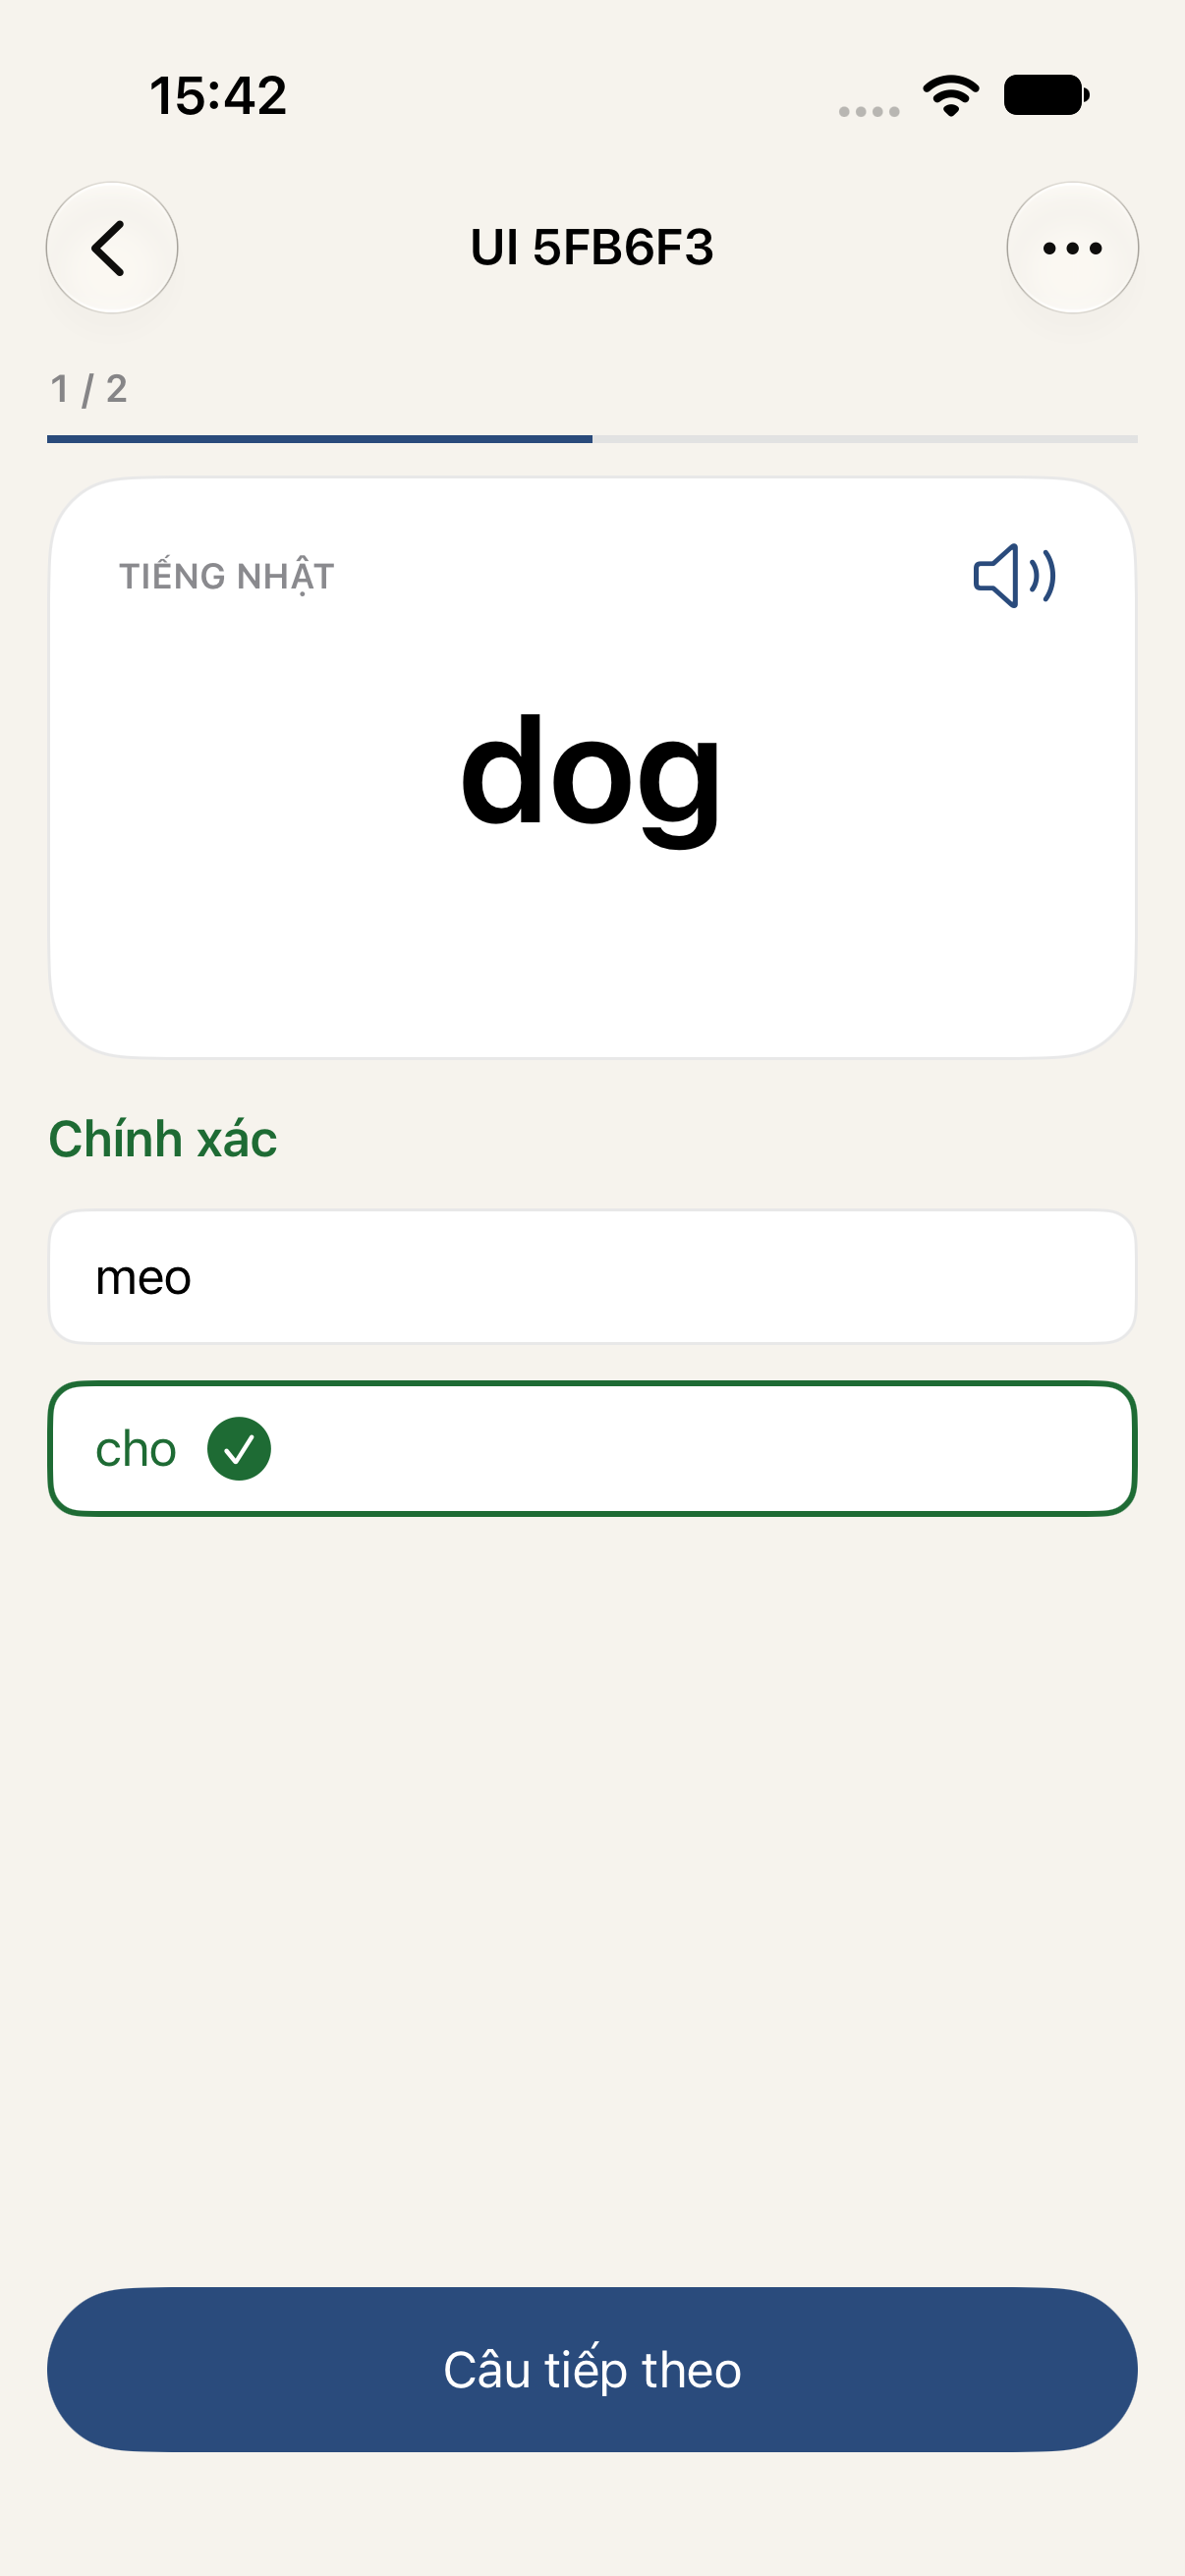 15:42
UI 5FB6F3
1 / 2
TIẾNG NHẬT
dog
Chính xác
meo
cho
Câu tiếp theo